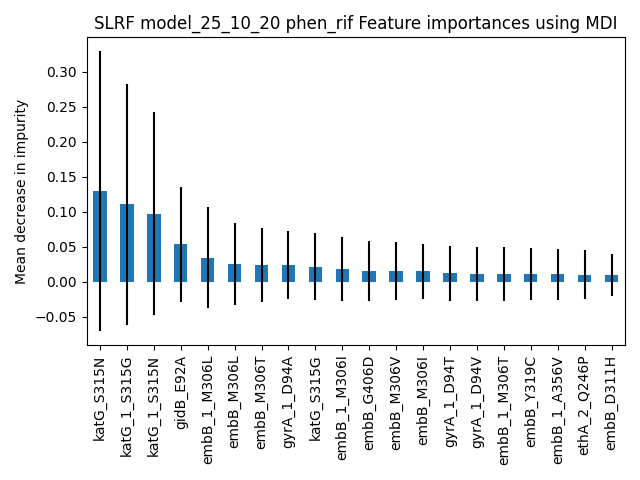 SLRF model_25_10_20 phen_rif Feature importances using MDI
Mean decrease in impurity
0.30
0.25
0.20
0.15
0.10
0.05
0.00
−0.05
katG_S315N
katG_1_S315G
katG_1_S315N
gidB_E92A
embB_1_M306L
embB_M306L
embB_M306T
gyrA_1_D94A
katG_S315G
embB_1_M306I
embB_G406D
embB_M306V
embB_M306I
gyrA_1_D94T
gyrA_1_D94V
embB_1_M306T
embB_Y319C
embB_1_A356V
ethA_2_Q246P
embB_D311H